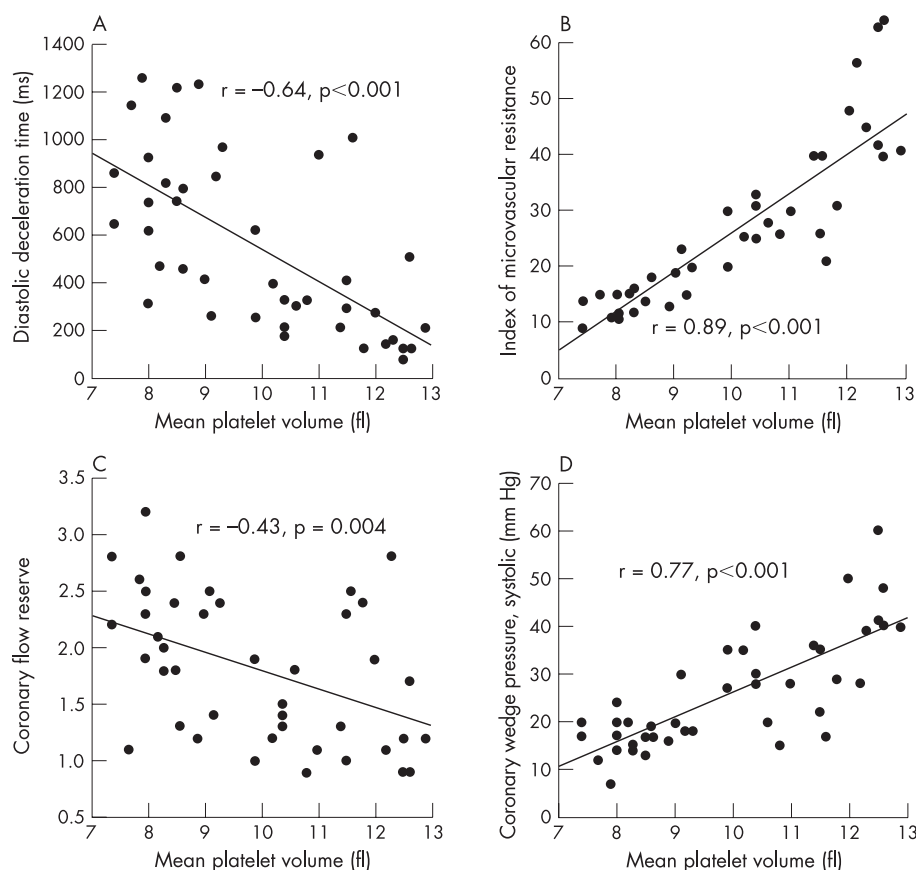 A
1400
1200
1000
800
600
400
200
0
7 8 9 10 11 12 13
Diastolic deceleration time (ms)
Mean platelet volume (fl)
r = –0.64, p<0.001
B
60
50
40
30
20
10
0
7 8 9 10 11 12 13
Index of microvascular resistance
Mean platelet volume (fl)
r = 0.89, p<0.001
C
3.5
3.0
2.5
2.0
1.5
1.0
0.5
7 8 9 10 11 12 13
Coronary flow reserve
Mean platelet volume (fl)
r = –0.43, p = 0.004
D
70
60
50
40
30
20
10
0
7 8 9 10 11 12 13
Coronary wedge pressure, systolic (mm Hg)
Mean platelet volume (fl)
r = 0.77, p<0.001